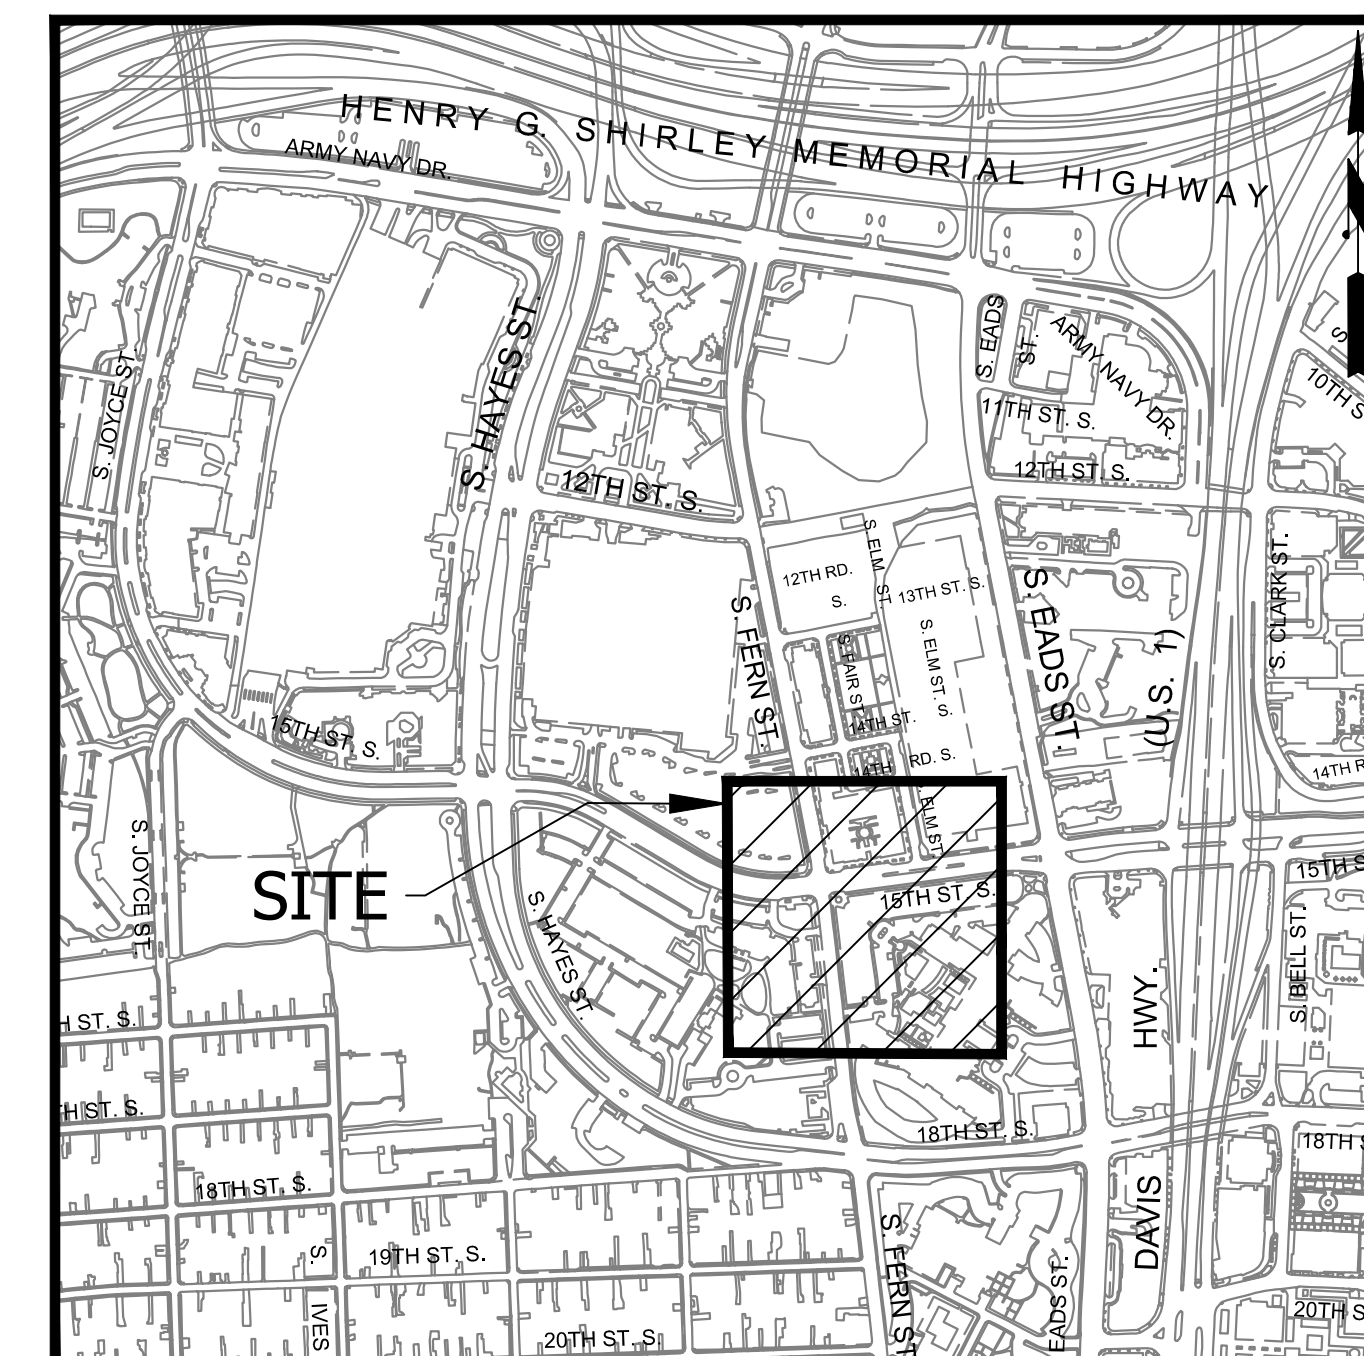 HENRY G. SHIRLEY MEMORIAL HIGHWAY
ARMY NAVY DR.
S. JOYCE ST.
S. HAYES ST.
12TH ST. S.
S. EADS
ST.
ARMY NAVY DR.
11TH ST. S.
12TH ST. S.
10TH S
S
S. ELM
ST.
12TH RD.
S.
13TH ST. S.
S. FERN ST.
S. FAIR ST.
S. ELM ST.
S.
14TH ST.
14TH
RD. S.
S. EADS ST.
(U.S. 1)
S. CLARK ST.
14TH R
15TH ST. S.
SITE
ELM ST.
15TH ST. S.
15TH S
S. JOYCE ST.
S. HAYES ST.
HWY.
S. BELL ST.
H ST. S.
TH ST. S.
18TH ST. S.
18TH ST. S.
18TH S
19TH ST. S.
S.
IVES
20TH ST. S.
S. FERN ST
EADS ST.
DAVIS
20TH S